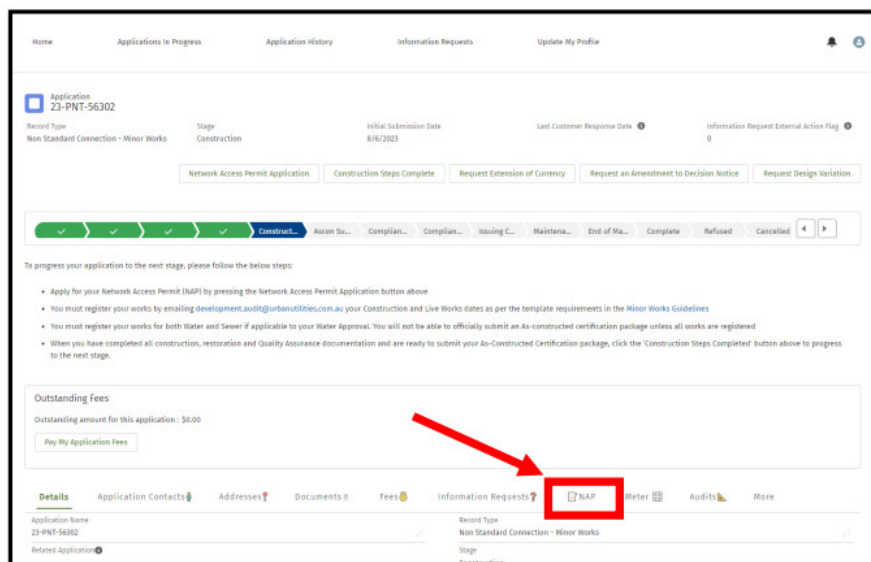 Home Applications In Progress Application History Information Requests Update My Profile
Application
23-PNT-56302
Record Type Stage Initial Submission Date Last Customer Response Date Information Request External Action Flag
Non Standard Connection - Minor Works Construction 8/6/2023 0
Network Access Permit Application Construction Steps Complete Request Extension of Currency Request an Amendment to Decision Notice Request Design Variation
Construct... Ascon Su... Complian... Complian... Issuing C... Maintena... End of Ma... Complete Refused Cancelled
To progress your application to the next stage, please follow the below steps:
• Apply for your Network Access Permit (NAP) by pressing the Network Access Permit Application button above
• You must register your works by emailing development.audit@urbanutilities.com.au your Construction and Live Works dates as per the template requirements in the Minor Works Guidelines
• You must register your works for both Water and Sewer if applicable to your Water Approval. You will not be able to officially submit an As-constructed certification package unless all works are registered
• When you have completed all construction, restoration and Quality Assurance documentation and are ready to submit your As-Constructed Certification package, click the 'Construction Steps Completed' button above to progress
to the next stage.
Outstanding Fees
Outstanding amount for this application : $0.00
Pay My Application Fees
Details Application Contacts Addresses Documents Fees Information Requests NAP Meter Audits More
Application Name Record Type
23-PNT-56302 Non Standard Connection - Minor Works
Related Application Stage
Construction